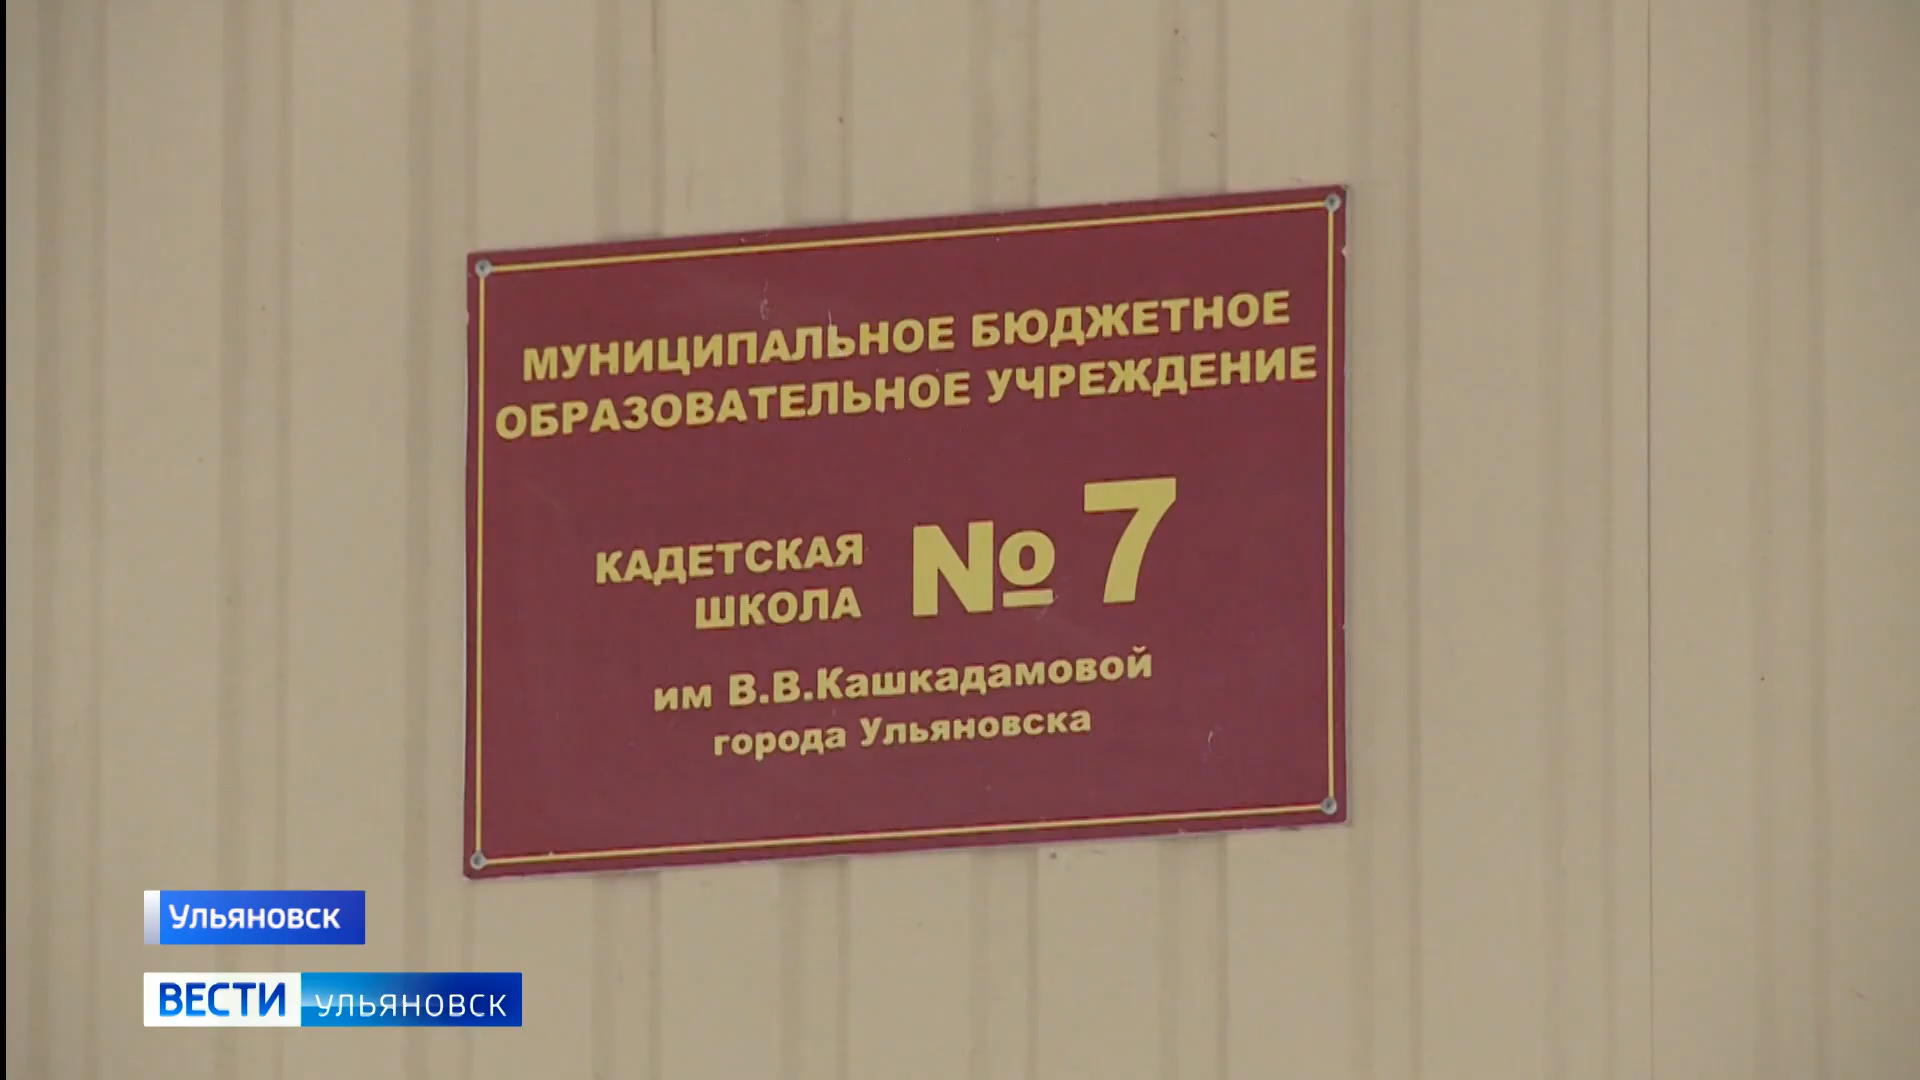 МУНИЦИПАЛЬНОЕ БЮДЖЕТНОЕ
ОБРАЗОВАТЕЛЬНОЕ УЧРЕЖДЕНИЕ
КАДЕТСКАЯ
ШКОЛА
№ 7
им В.В.Кашкадамовой
города Ульяновска
Ульяновск
ВЕСТИ УЛЬЯНОВСК